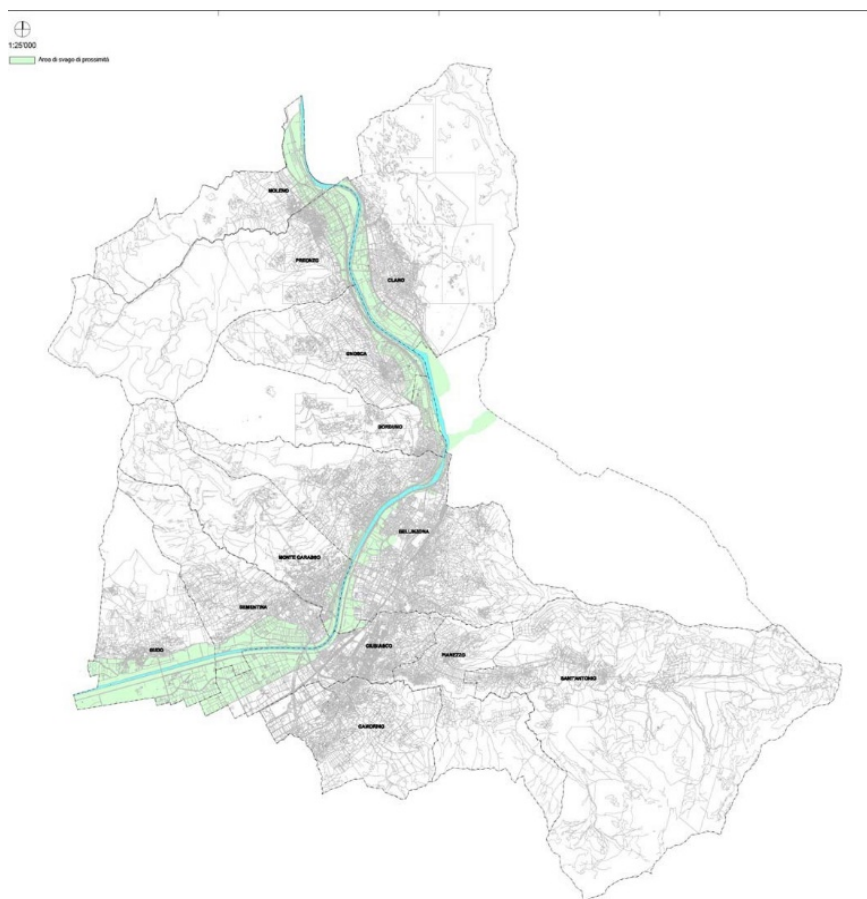 1:25'000
Area di svago di prossimità
MOLENO
PREONZO
CLARO
GNOSCA
GORDUNO
BELLINZONA
MONTE CARASSO
SEMENTINA
GUDO
GIUBIASCO
PIANEZZO
SANT'ANTONIO
CAMORINO